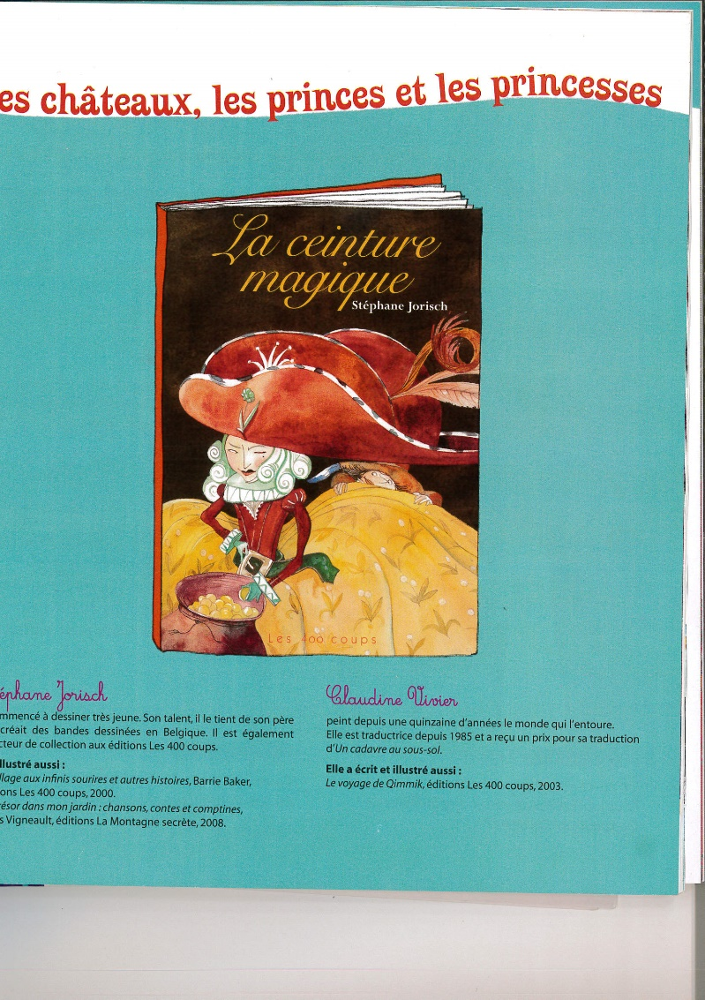 es châteaux, les princes et les princesses
La ceinture
magique
Stéphane Jorisch
Les 400 coups
éphane Jorisch
mmencé à dessiner très jeune. Son talent, il le tient de son père
créait des bandes dessinées en Belgique. Il est également
cteur de collection aux éditions Les 400 coups.
llustré aussi :
llage aux infinis sourires et autres histoires, Barrie Baker,
ons Les 400 coups, 2000.
résor dans mon jardin : chansons, contes et comptines,
s Vigneault, éditions La Montagne secrète, 2008.
Claudine Vivier
peint depuis une quinzaine d'années le monde qui l'entoure.
Elle est traductrice depuis 1985 et a reçu un prix pour sa traduction
d'Un cadavre au sous-sol.
Elle a écrit et illustré aussi :
Le voyage de Qimmik, éditions Les 400 coups, 2003.